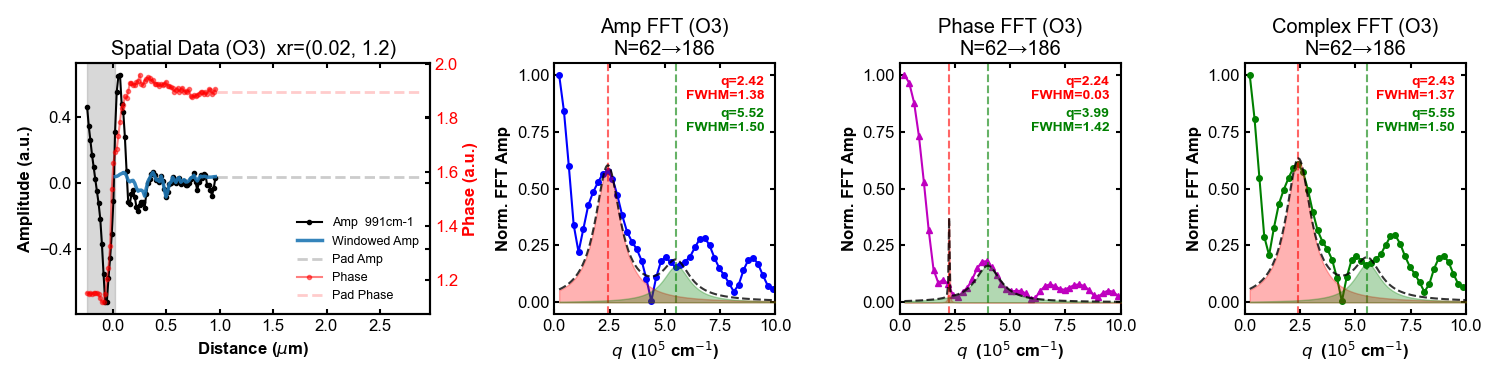 Spatial Data (O3)  xr=(0.02, 1.2)
Amplitude (a.u.)
0.4
0.0
−0.4
0.0
0.5
1.0
1.5
2.0
2.5
Distance (μm)
2.0
1.8
1.6
1.4
1.2
Phase (a.u.)
Amp  991cm-1
Windowed Amp
Pad Amp
Phase
Pad Phase
Amp FFT (O3)
N=62→186
Norm. FFT Amp
1.00
0.75
0.50
0.25
0.00
q=2.42
FWHM=1.38
q=5.52
FWHM=1.50
0.0
2.5
5.0
7.5
10.0
q (10⁵ cm⁻¹)
Phase FFT (O3)
N=62→186
Norm. FFT Amp
1.00
0.75
0.50
0.25
0.00
q=2.24
FWHM=0.03
q=3.99
FWHM=1.42
0.0
2.5
5.0
7.5
10.0
q (10⁵ cm⁻¹)
Complex FFT (O3)
N=62→186
Norm. FFT Amp
1.00
0.75
0.50
0.25
0.00
q=2.43
FWHM=1.37
q=5.55
FWHM=1.50
0.0
2.5
5.0
7.5
10.0
q (10⁵ cm⁻¹)